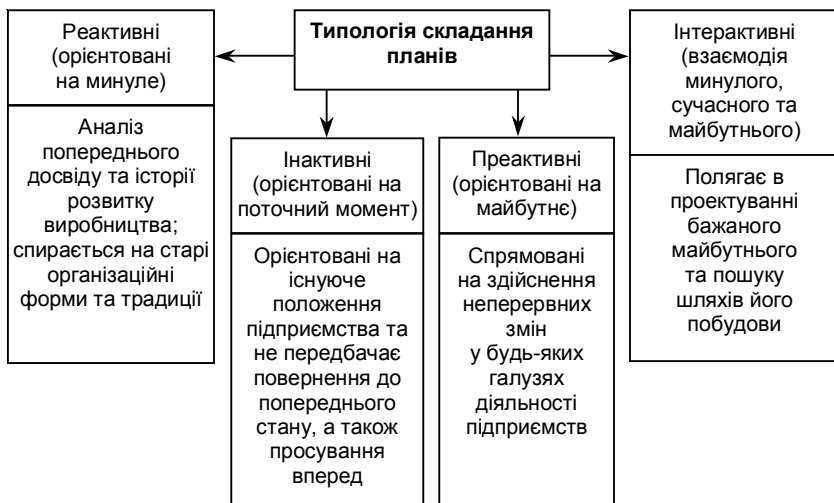 Типологія складання
планів
Реактивні
(орієнтовані
на минуле)
Аналіз
попереднього
досвіду та історії
розвитку
виробництва;
спирається на старі
організаційні
форми та традиції
Інактивні
(орієнтовані на
поточний момент)
Орієнтовані на
існуюче
положення
підприємства та
не передбачає
повернення до
попереднього
стану, а також
просування
вперед
Преактивні
(орієнтовані на
майбутнє)
Спрямовані
на здійснення
неперервних
змін
у будь-яких
галузях
діяльності
підприємств
Інтерактивні
(взаємодія
минулого,
сучасного та
майбутнього)
Полягає в
проектуванні
бажаного
майбутнього
та пошуку
шляхів його
побудови